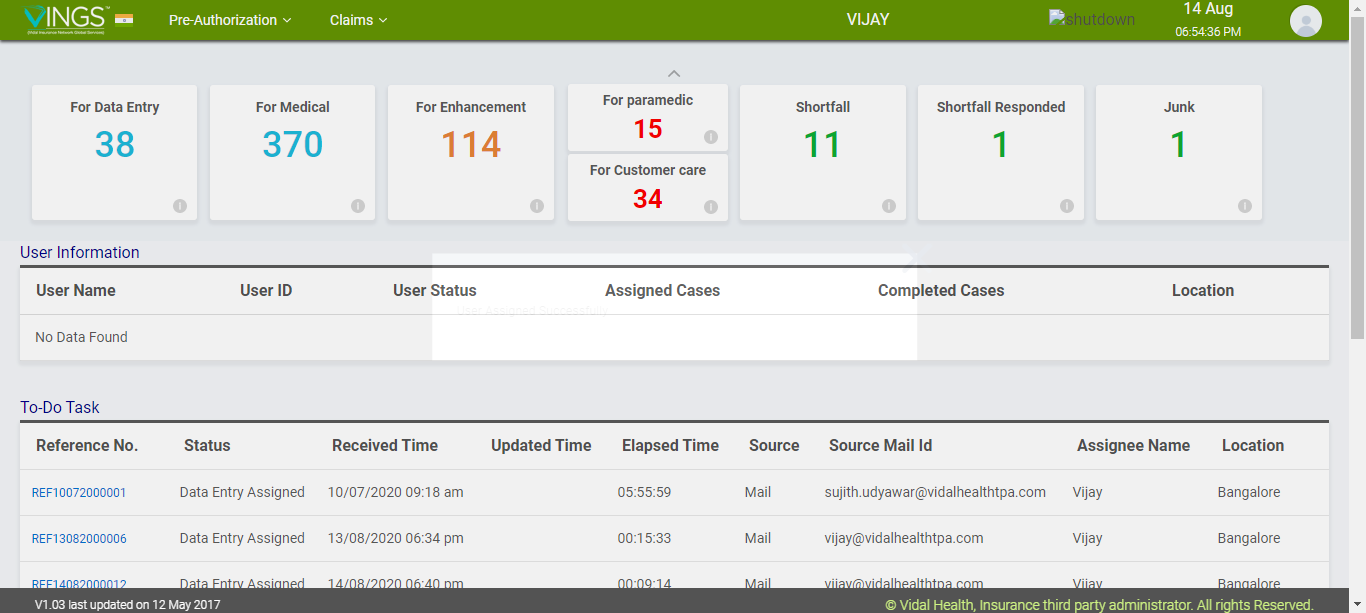 VINGS™ Pre-Authorization Claims VIJAY shutdown 14 Aug
(Vidal Insurance Network Global Services) 06:54:36 PM
For Data Entry For Medical For Enhancement For paramedic Shortfall Shortfall Responded Junk
38 370 114 15 11 1 1
For Customer care
34
User Information
User Name User ID User Status Assigned Cases Completed Cases Location
User Assigned Successfully
No Data Found
To-Do Task
Reference No. Status Received Time Updated Time Elapsed Time Source Source Mail Id Assignee Name Location
REF10072000001 Data Entry Assigned 10/07/2020 09:18 am 05:55:59 Mail sujith.udyawar@vidalhealthtpa.com Vijay Bangalore
REF13082000006 Data Entry Assigned 13/08/2020 06:34 pm 00:15:33 Mail vijay@vidalhealthtpa.com Vijay Bangalore
REF14082000012 Data Entry Assigned 14/08/2020 06:40 pm 00:09:14 Mail vijay@vidalhealthtpa.com Vijay Bangalore
V1.03 last updated on 12 May 2017 © Vidal Health, Insurance third party administrator. All rights Reserved.